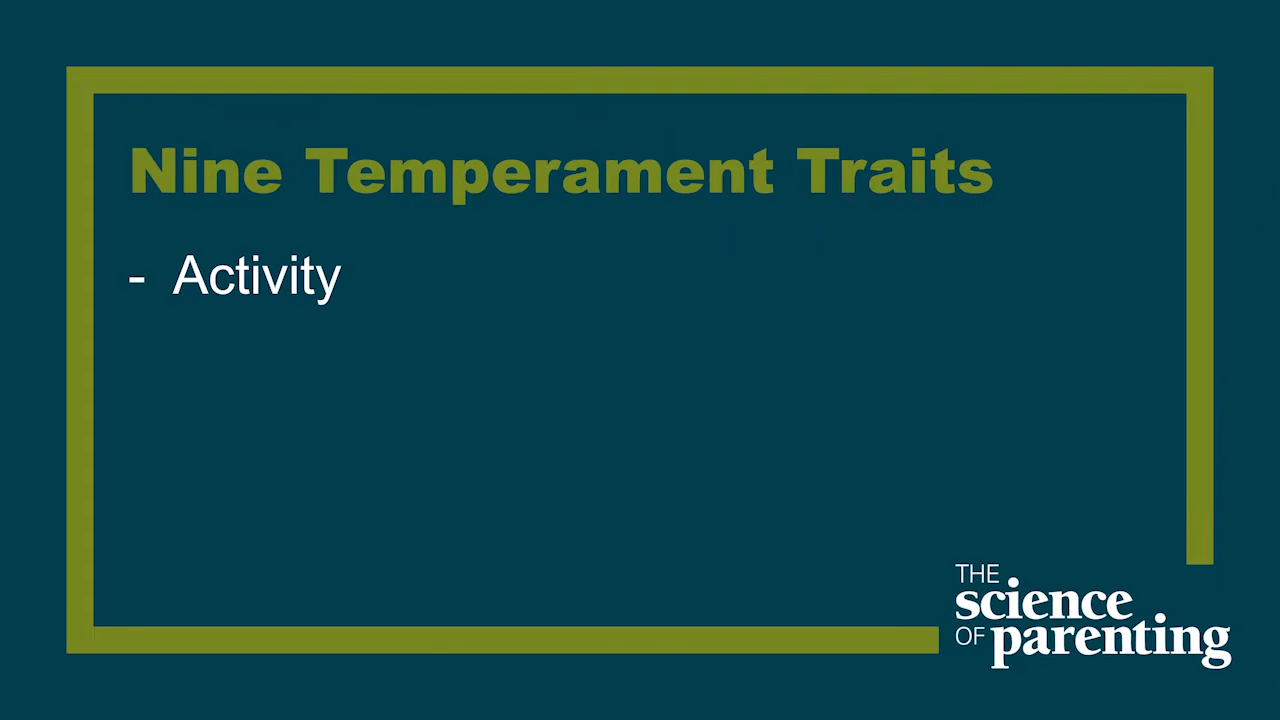 Nine Temperament Traits
- Activity
THE
science
OF parenting